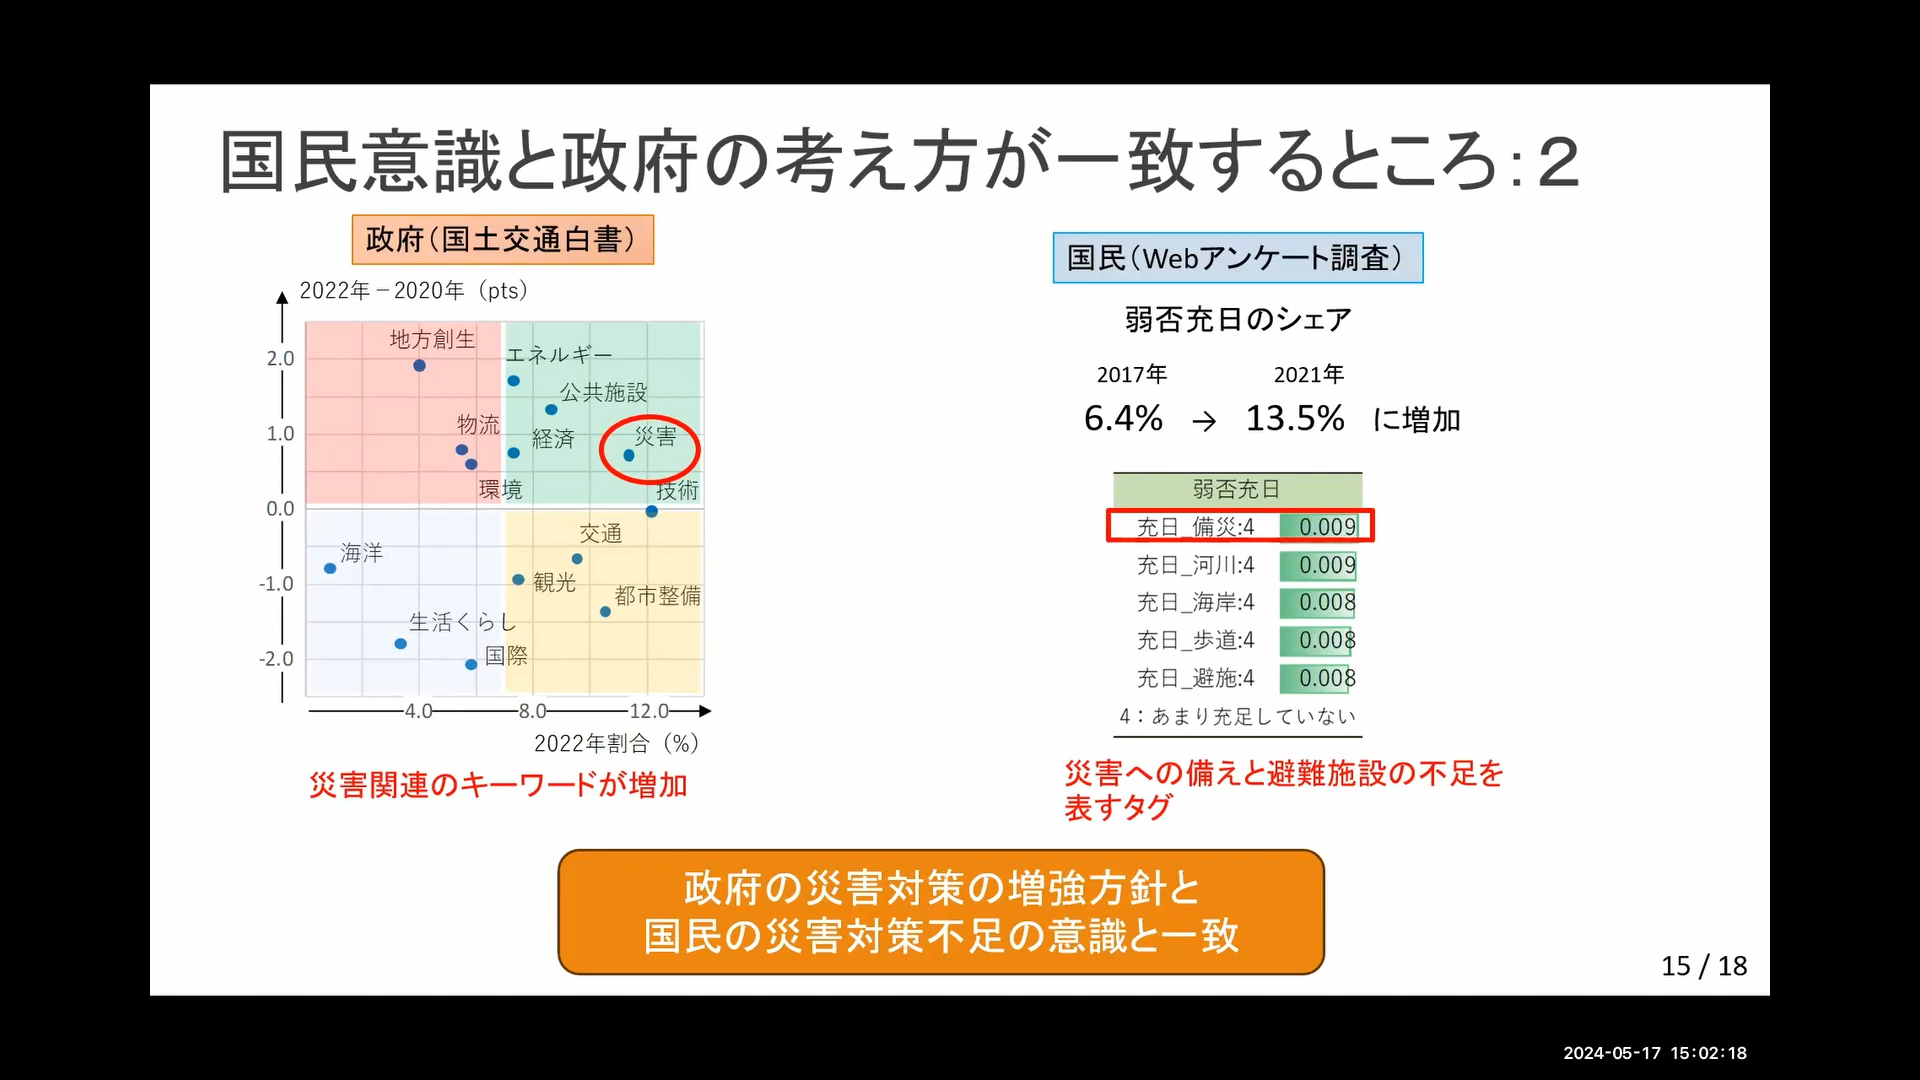 国民意識と政府の考え方が一致するところ：２
政府（国土交通白書）
2022年－2020年（pts）
地方創生
エネルギー
公共施設
物流
経済
災害
環境
技術
交通
海洋
観光
都市整備
生活くらし
国際
2.0
1.0
0.0
-1.0
-2.0
4.0
8.0
12.0
2022年割合（%）
災害関連のキーワードが増加
国民（Webアンケート調査）
弱否充日のシェア
2017年 2021年
6.4% → 13.5% に増加
弱否充日
充日_備災:4 0.009
充日_河川:4 0.009
充日_海岸:4 0.008
充日_歩道:4 0.008
充日_避施:4 0.008
4：あまり充足していない
災害への備えと避難施設の不足を
表すタグ
政府の災害対策の増強方針と
国民の災害対策不足の意識と一致
15 / 18
2024-05-17 15:02:18